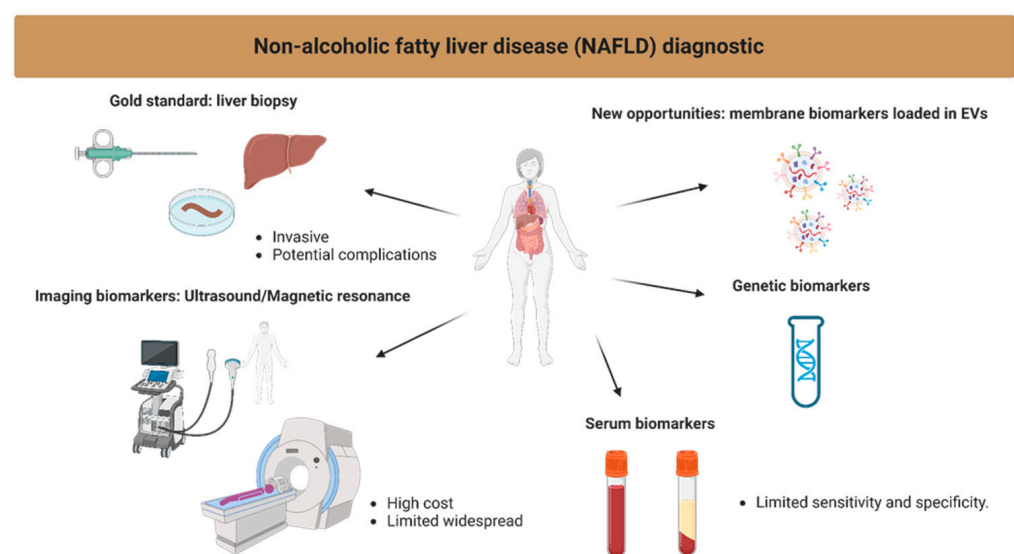 Non-alcoholic fatty liver disease (NAFLD) diagnostic
Gold standard: liver biopsy
• Invasive
• Potential complications
Imaging biomarkers: Ultrasound/Magnetic resonance
• High cost
• Limited widespread
New opportunities: membrane biomarkers loaded in EVs
Genetic biomarkers
Serum biomarkers
• Limited sensitivity and specificity.